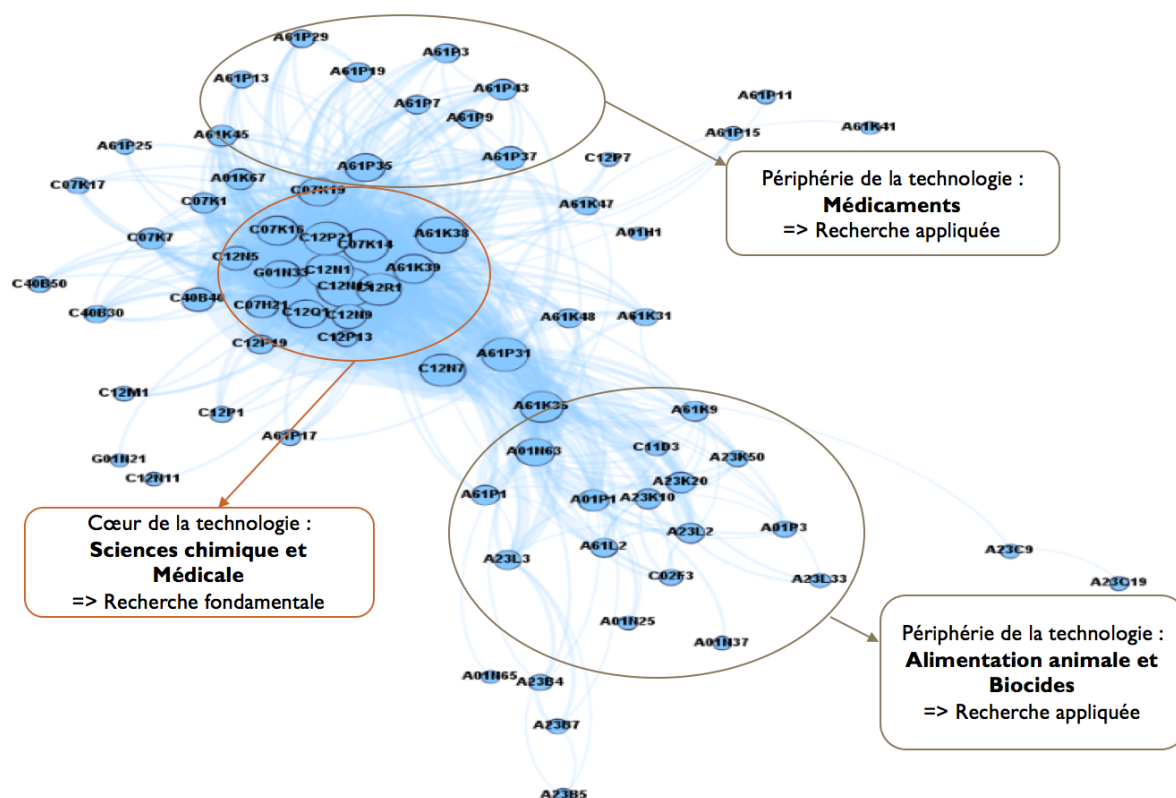 A61P29
A61P3
A61P13
A61P19
A61P43
A61P7
A61P9
A61P11
A61P15
A61K41
A61K45
A61P25
A61P37
C12P7
A61P35
C07K17
A01K67
C07K19
C07K1
A61K47
Périphérie de la technologie :
Médicaments
=> Recherche appliquée
C07K7
C07K16
C12P21
C07K14
A61K38
A01H1
C12N5
G01N33
C12N1
A61K39
C40B50
C40B40
C12N15
C12R1
C40B30
C07H21
C12Q1
C12N9
A61K48
A61K31
C12P19
C12P13
A61P31
C12N7
C12M1
C12P1
A61K35
A61K9
A61P17
A01N63
C11D3
A23K50
G01N21
C12N11
A61P1
A01P1
A23K10
A23K20
Cœur de la technologie :
Sciences chimique et
Médicale
=> Recherche fondamentale
A23L3
A61L2
A23L2
A01P3
C02F3
A23L33
A23C9
A23C19
A01N25
A01N37
Périphérie de la technologie :
Alimentation animale et
Biocides
=> Recherche appliquée
A01N65
A23B4
A23B7
A23B5